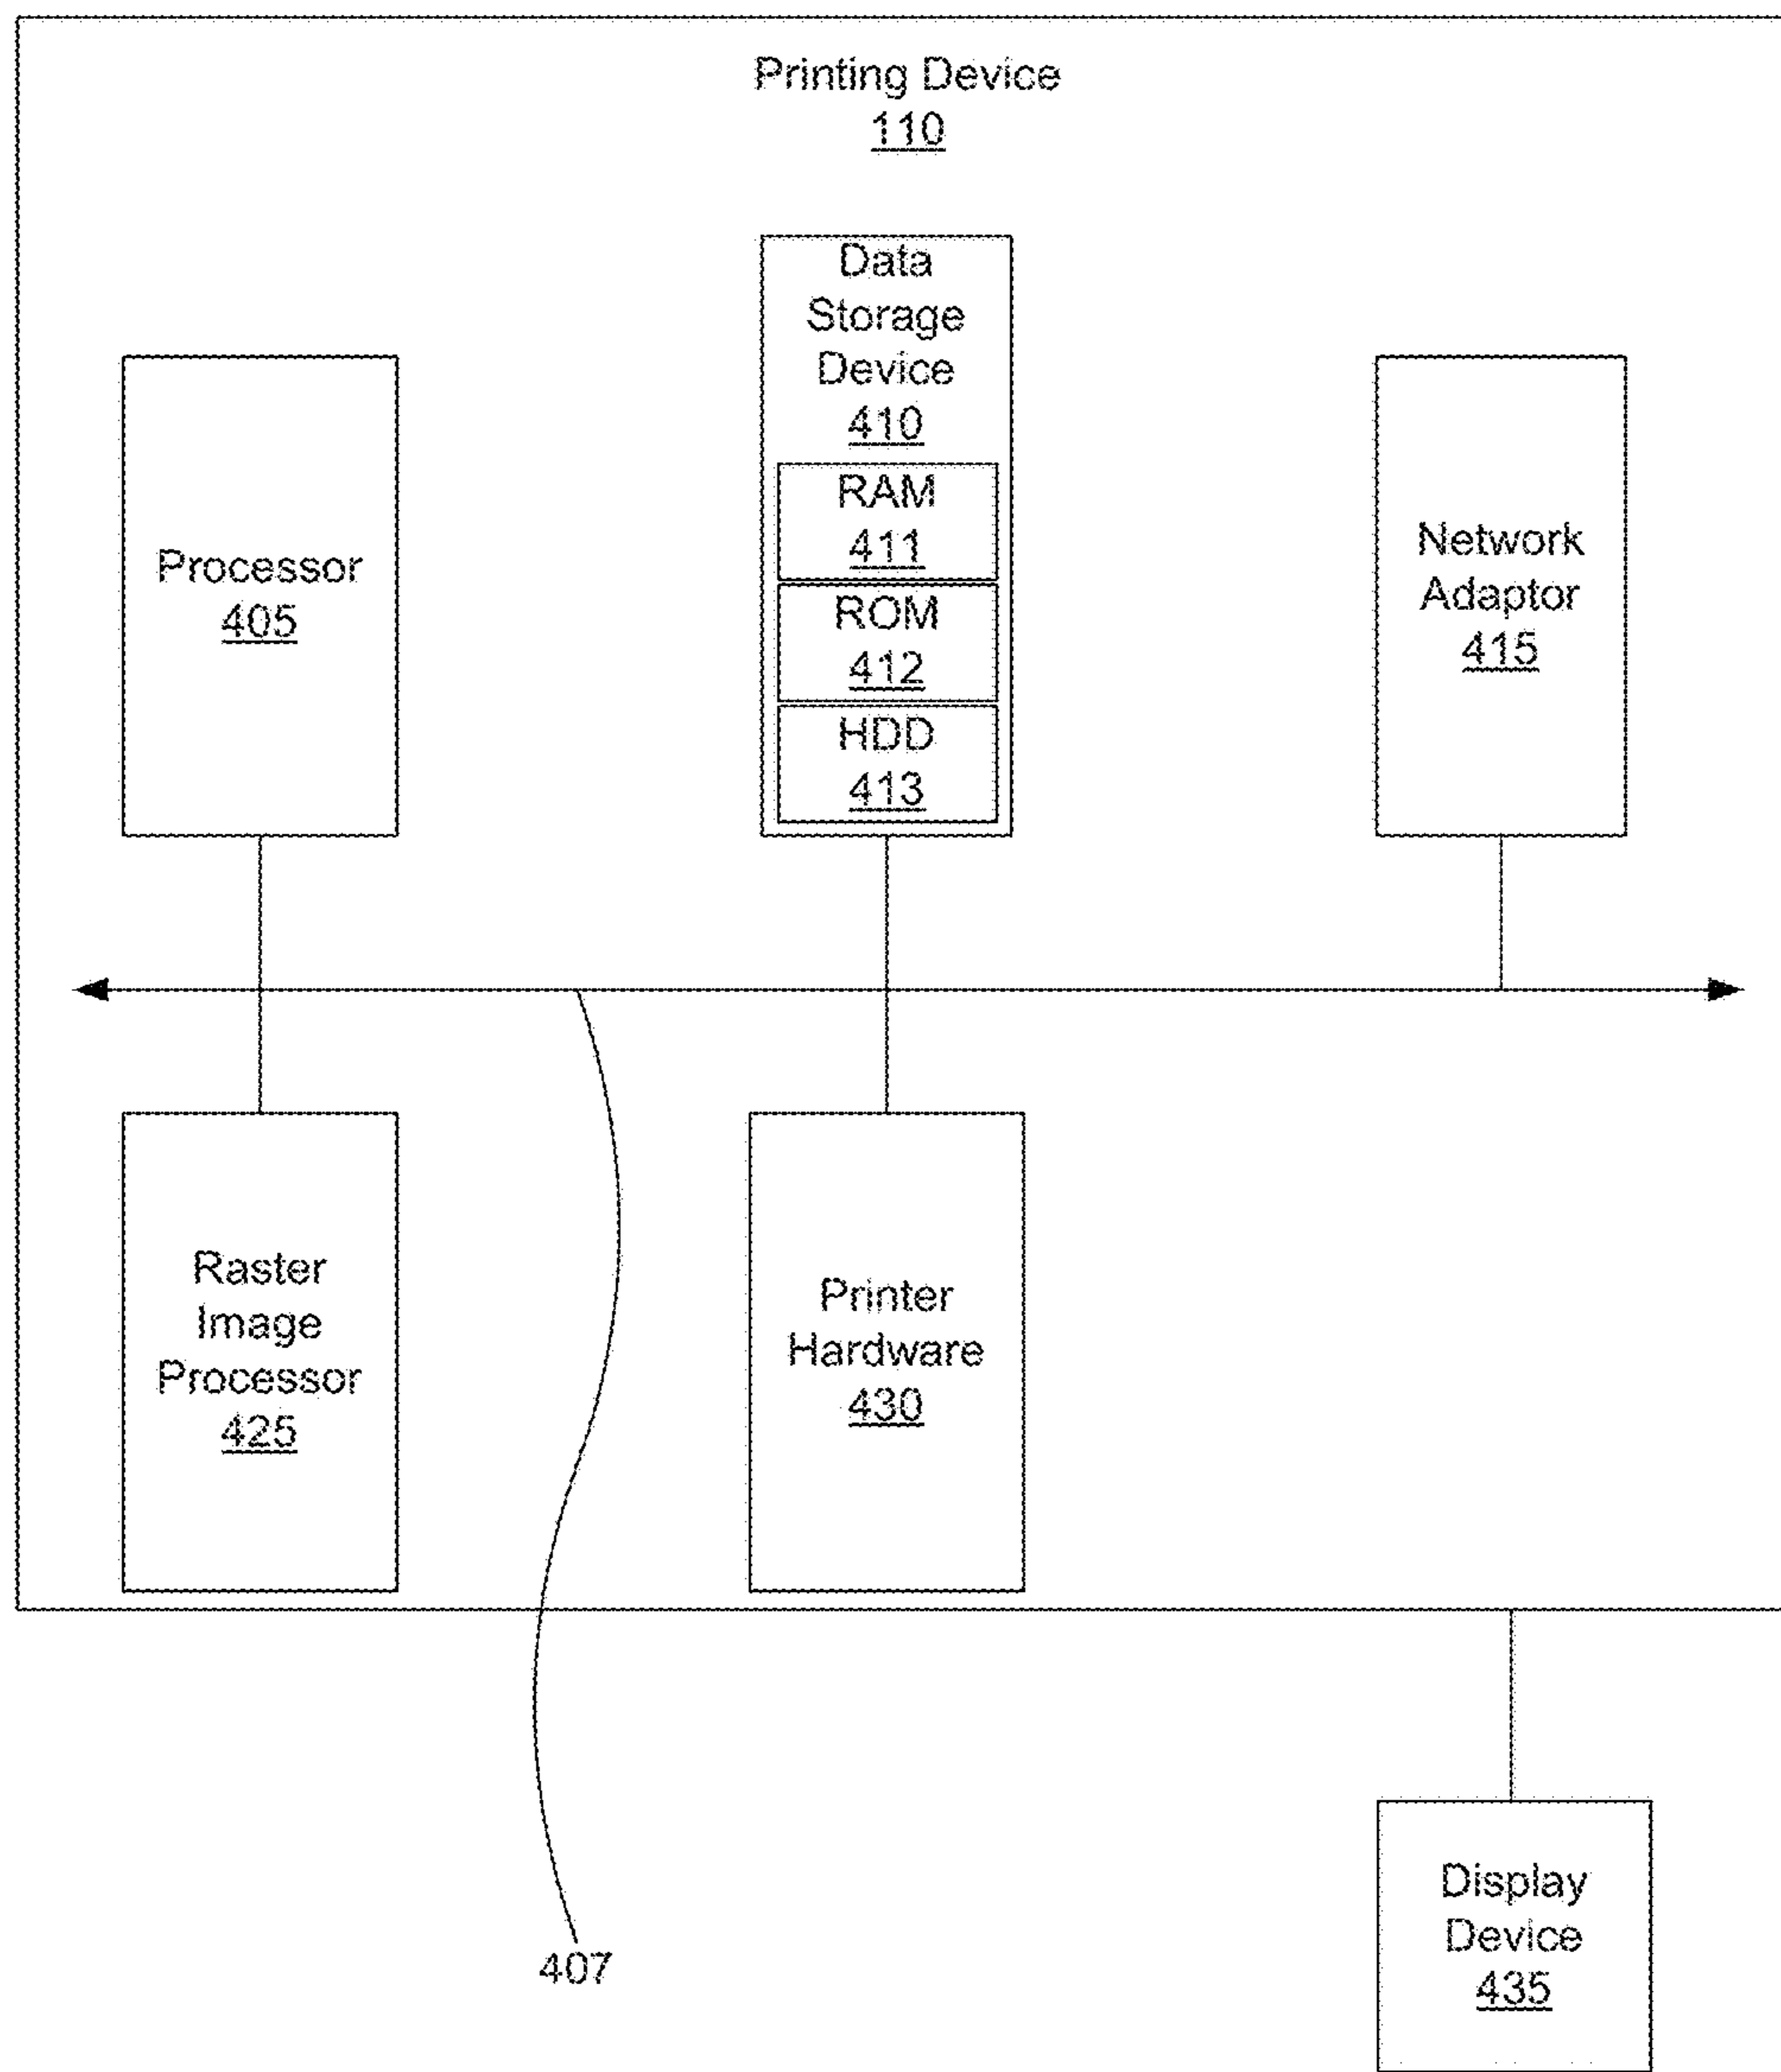 Printing Device
110
Data
Storage
Device
410
RAM
411
ROM
412
HDD
413
Processor
405
Network
Adaptor
415
Raster
Image
Processor
425
Printer
Hardware
430
407
Display
Device
435